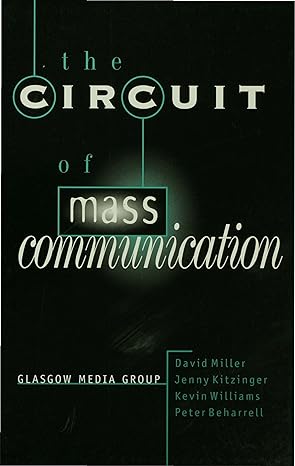 the
CIRCUIT
of
mass
communication
GLASGOW MEDIA GROUP
David Miller
Jenny Kitzinger
Kevin Williams
Peter Beharrell